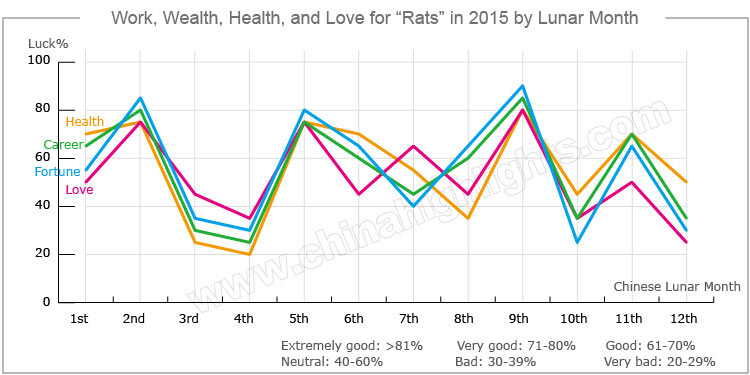 Work, Wealth, Health, and Love for “Rats” in 2015 by Lunar Month
Luck%
100
80
Health
Career
60
Fortune
Love
40
20
Chinese Lunar Month
0
1st 2nd 3rd 4th 5th 6th 7th 8th 9th 10th 11th 12th
Extremely good: >81% Very good: 71-80% Good: 61-70%
Neutral: 40-60% Bad: 30-39% Very bad: 20-29%
www.chinahighlights.com